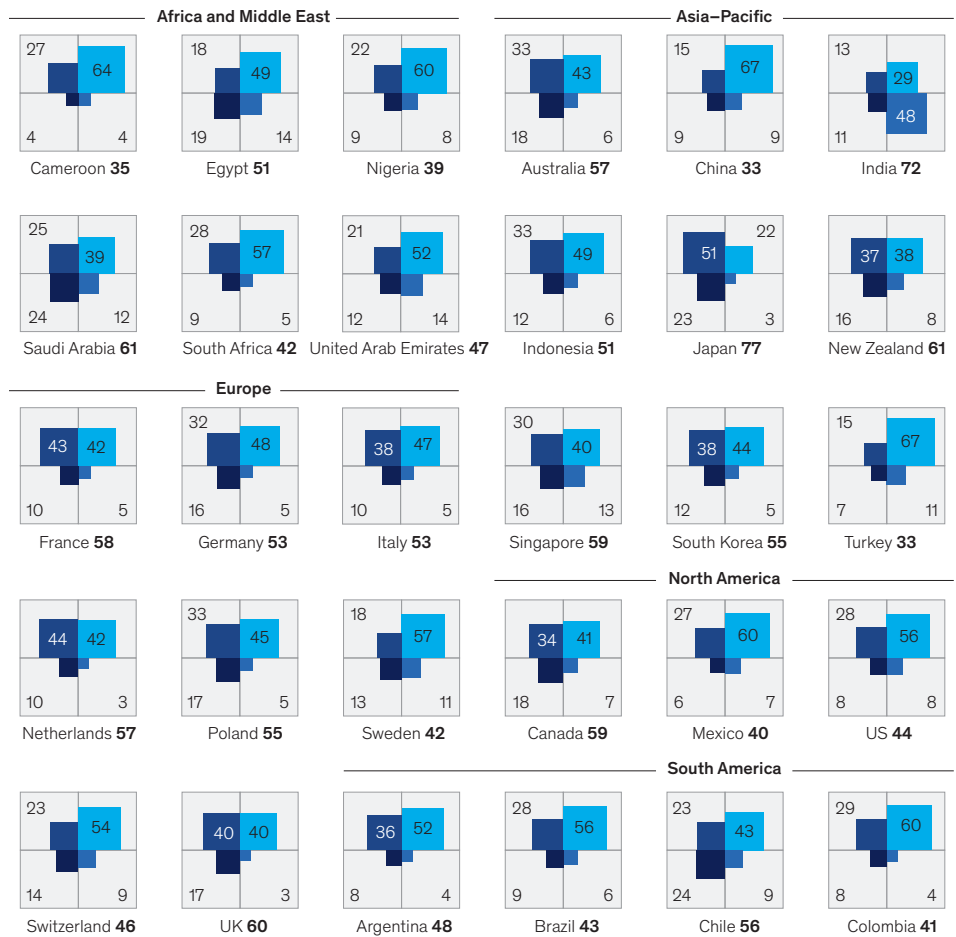 Africa and Middle East
Asia–Pacific
27 64
18 49
22 60
33 43
15 67
13 29
48
4 4
19 14
9 8
18 6
9 9
11
Cameroon 35
Egypt 51
Nigeria 39
Australia 57
China 33
India 72
25 39
28 57
21 52
33 49
51 22
37 38
24 12
9 5
12 14
12 6
23 3
16 8
Saudi Arabia 61
South Africa 42
United Arab Emirates 47
Indonesia 51
Japan 77
New Zealand 61
Europe
43 42
32 48
38 47
30 40
38 44
15 67
10 5
16 5
10 5
16 13
12 5
7 11
France 58
Germany 53
Italy 53
Singapore 59
South Korea 55
Turkey 33
North America
44 42
33 45
18 57
34 41
27 60
28 56
10 3
17 5
13 11
18 7
6 7
8 8
Netherlands 57
Poland 55
Sweden 42
Canada 59
Mexico 40
US 44
South America
23 54
40 40
36 52
28 56
23 43
29 60
14 9
17 3
8 4
9 6
24 9
8 4
Switzerland 46
UK 60
Argentina 48
Brazil 43
Chile 56
Colombia 41